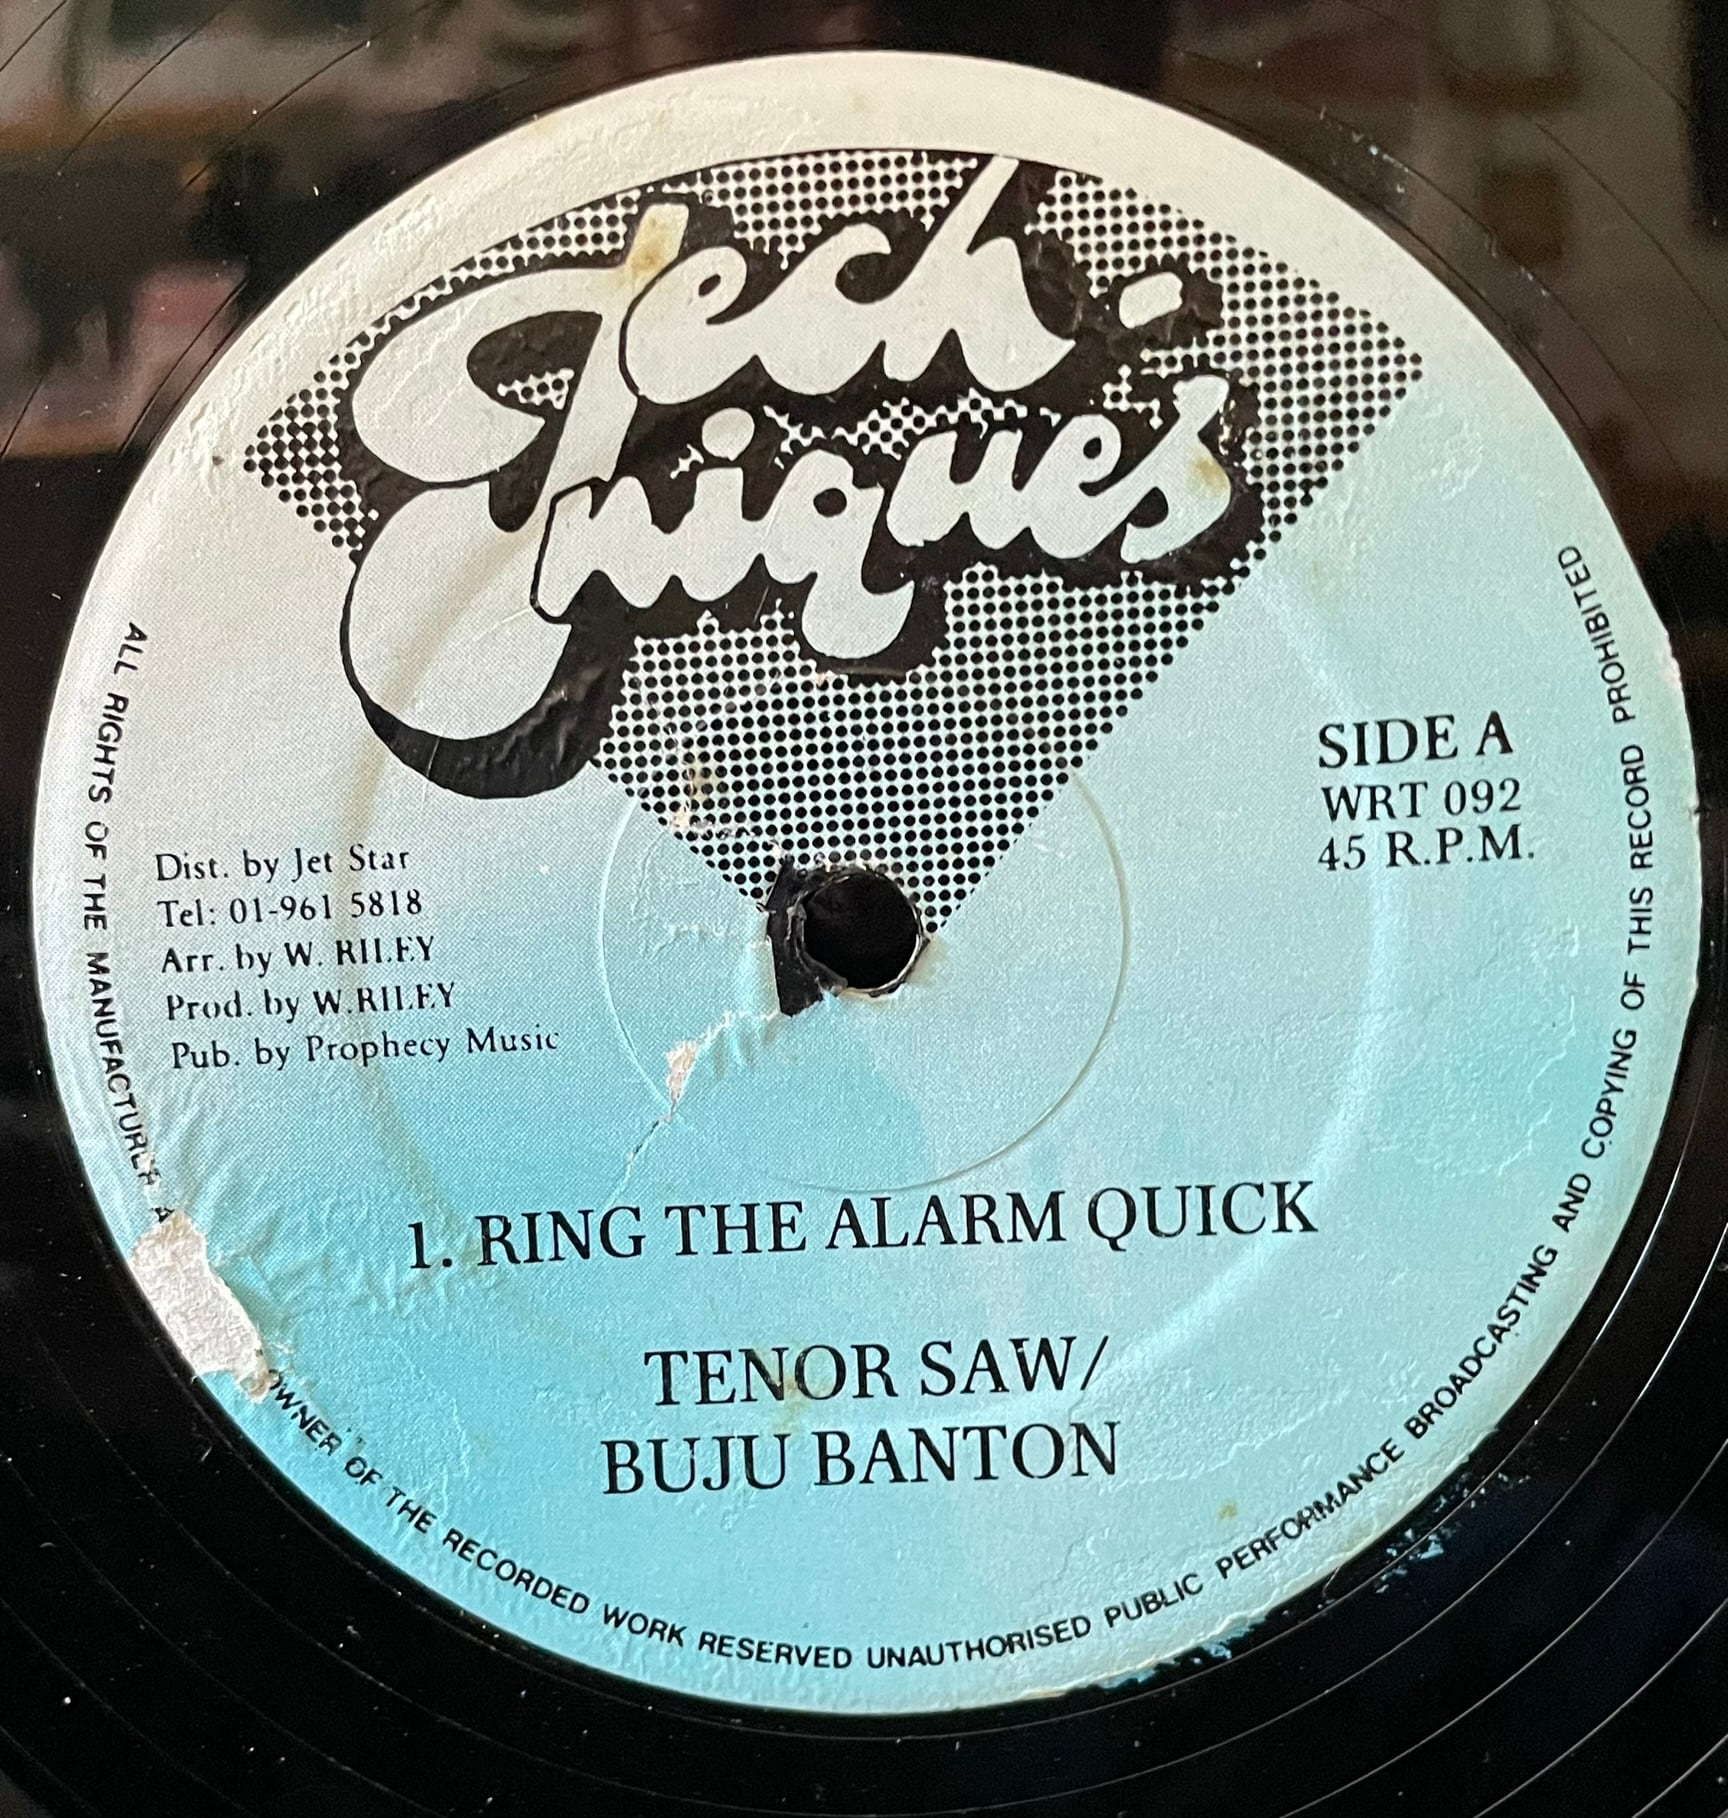 Tech.
niques
SIDE A
WRT 092
45 R.P.M.
Dist. by Jet Star
Tel: 01-961 5818
Arr. by W. RILEY
Prod. by W.RILEY
Pub. by Prophecy Music
1. RING THE ALARM QUICK
TENOR SAW/
BUJU BANTON
ALL RIGHTS OF THE MANUFACTURER OWNER OF THE RECORDED WORK RESERVED UNAUTHORISED PUBLIC PERFORMANCE BROADCASTING AND COPYING OF THIS RECORD PROHIBITED